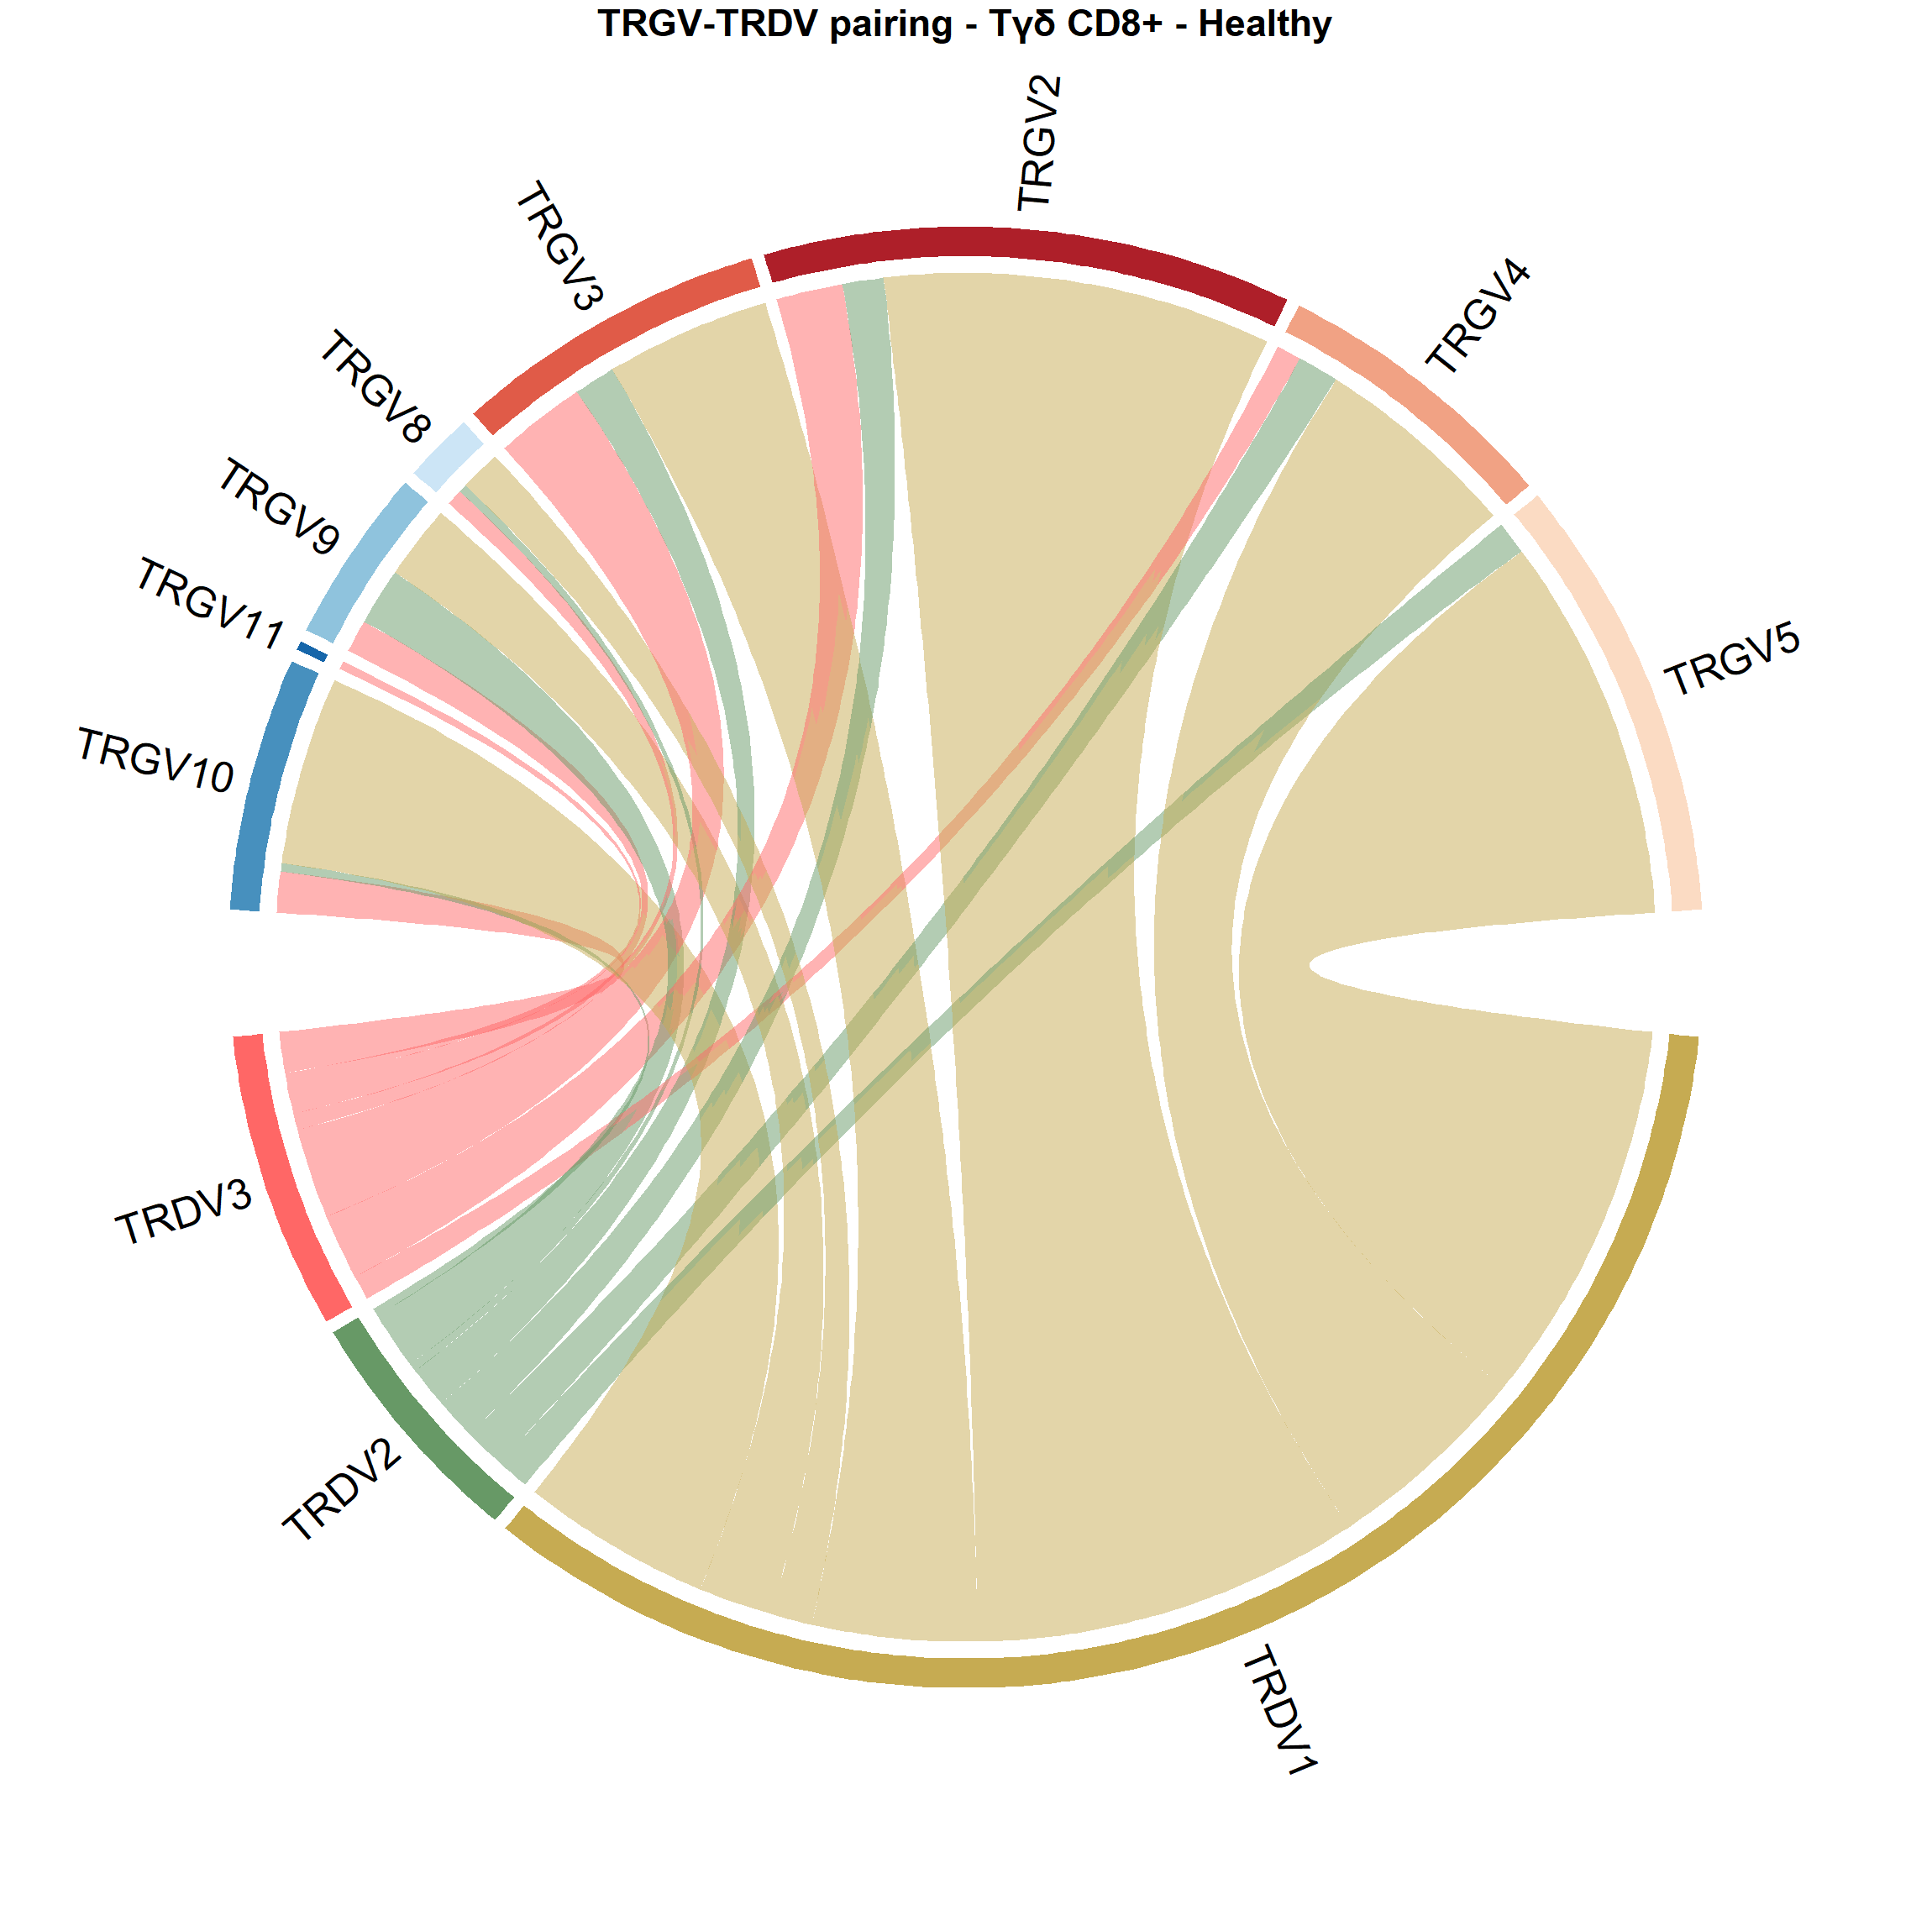 TRGV-TRDV pairing - Tγδ CD8+ - Healthy
TRGV2
TRGV3
TRGV4
TRGV8
TRGV9
TRGV11
TRGV5
TRGV10
TRDV3
TRDV2
TRDV1